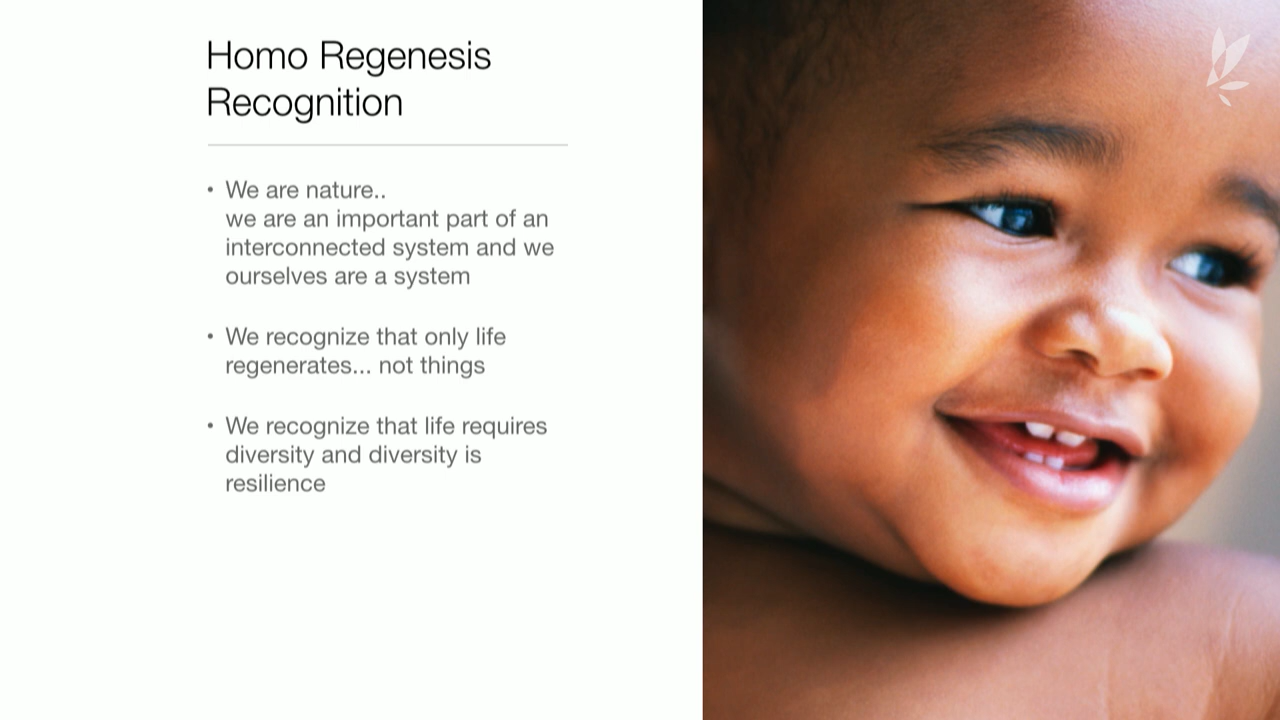 Homo Regenesis
Recognition
• We are nature..
we are an important part of an
interconnected system and we
ourselves are a system
• We recognize that only life
regenerates... not things
• We recognize that life requires
diversity and diversity is
resilience